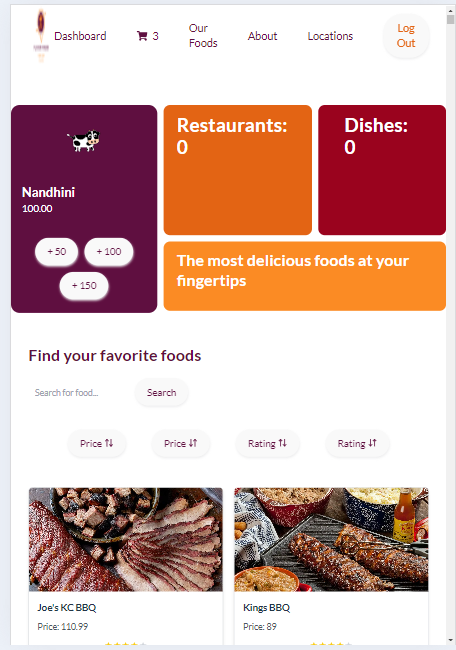 Dashboard
3
Our
Foods
About
Locations
Log
Out
Nandhini
100.00
+ 50
+ 100
+ 150
Restaurants:
0
Dishes:
0
The most delicious foods at your
fingertips
Find your favorite foods
Search for food...
Search
Price
Price
Rating
Rating
Joe's KC BBQ
Price: 110.99
Kings BBQ
Price: 89